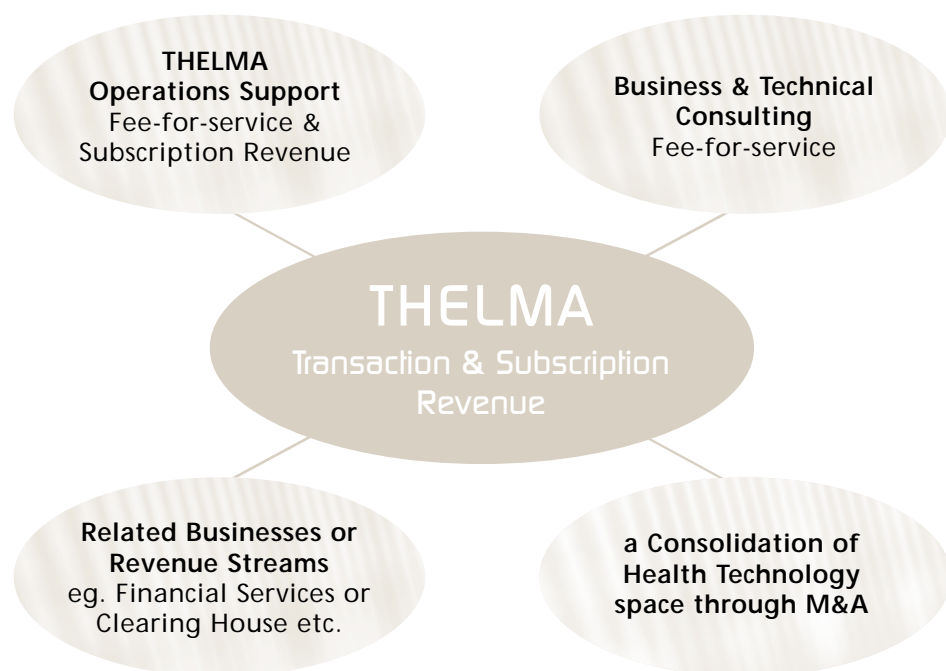 THELMA
Operations Support
Fee-for-service &
Subscription Revenue
Business & Technical
Consulting
Fee-for-service
THELMA
Transaction & Subscription
Revenue
Related Businesses or
Revenue Streams
eg. Financial Services or
Clearing House etc.
a Consolidation of
Health Technology
space through M&A